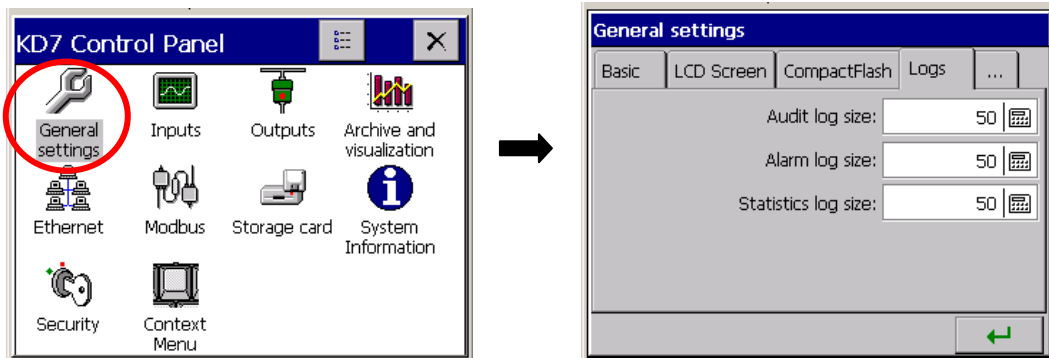 KD7 Control Panel
General
settings
Inputs
Outputs
Archive and
visualization
Ethernet
Modbus
Storage card
System
Information
Security
Context
Menu
General settings
Basic
LCD Screen
CompactFlash
Logs
...
Audit log size: 50
Alarm log size: 50
Statistics log size: 50